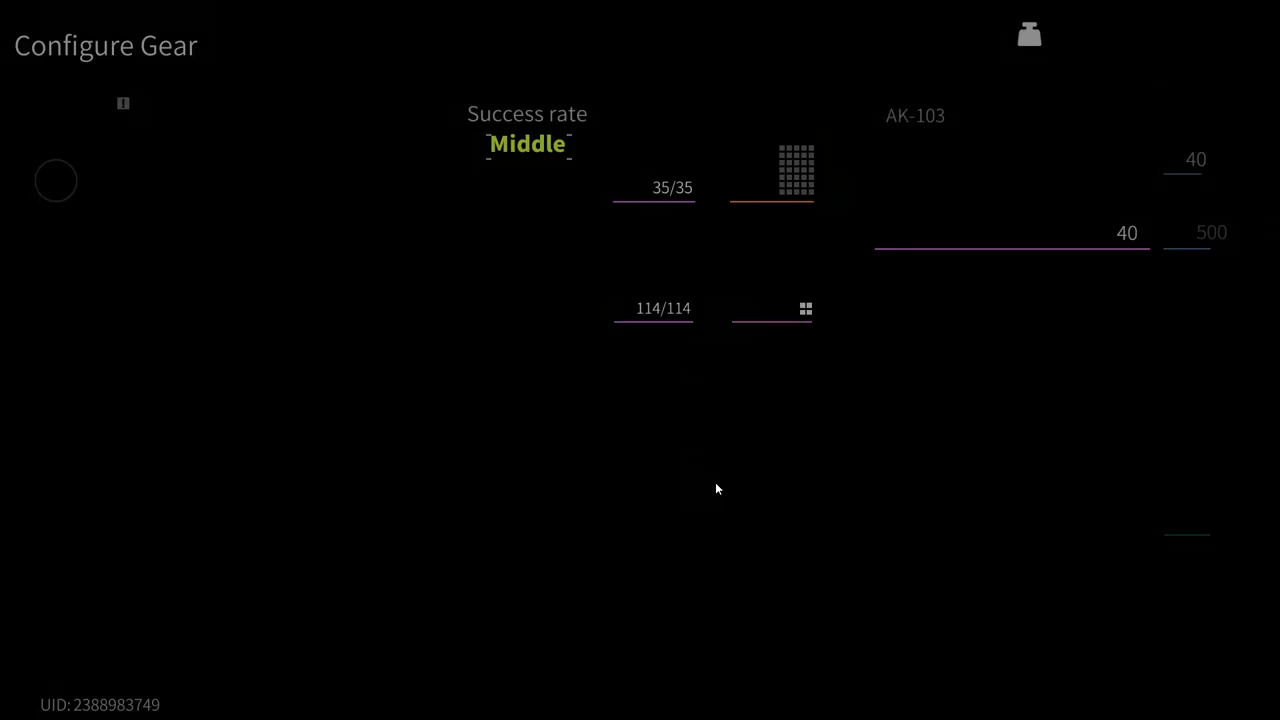 Configure Gear
Success rate
Middle
AK-103
40
35/35
40
500
114/114
UID: 2388983749